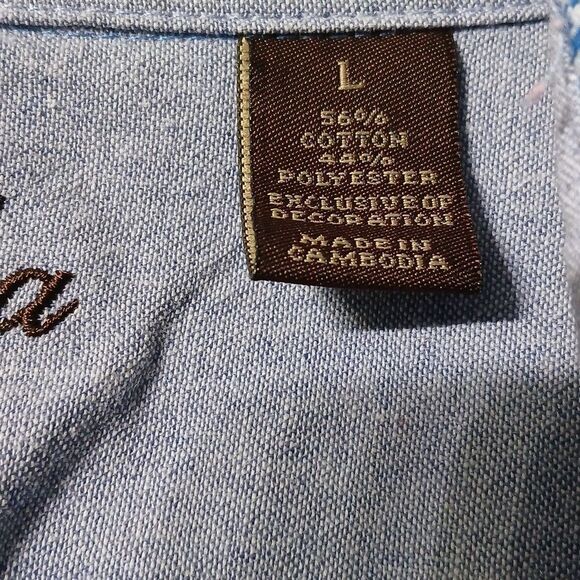 L
56%
COTTON
44%
POLYESTER
EXCLUSIVE OF
DECORATION
MADE IN
CAMBODIA
a